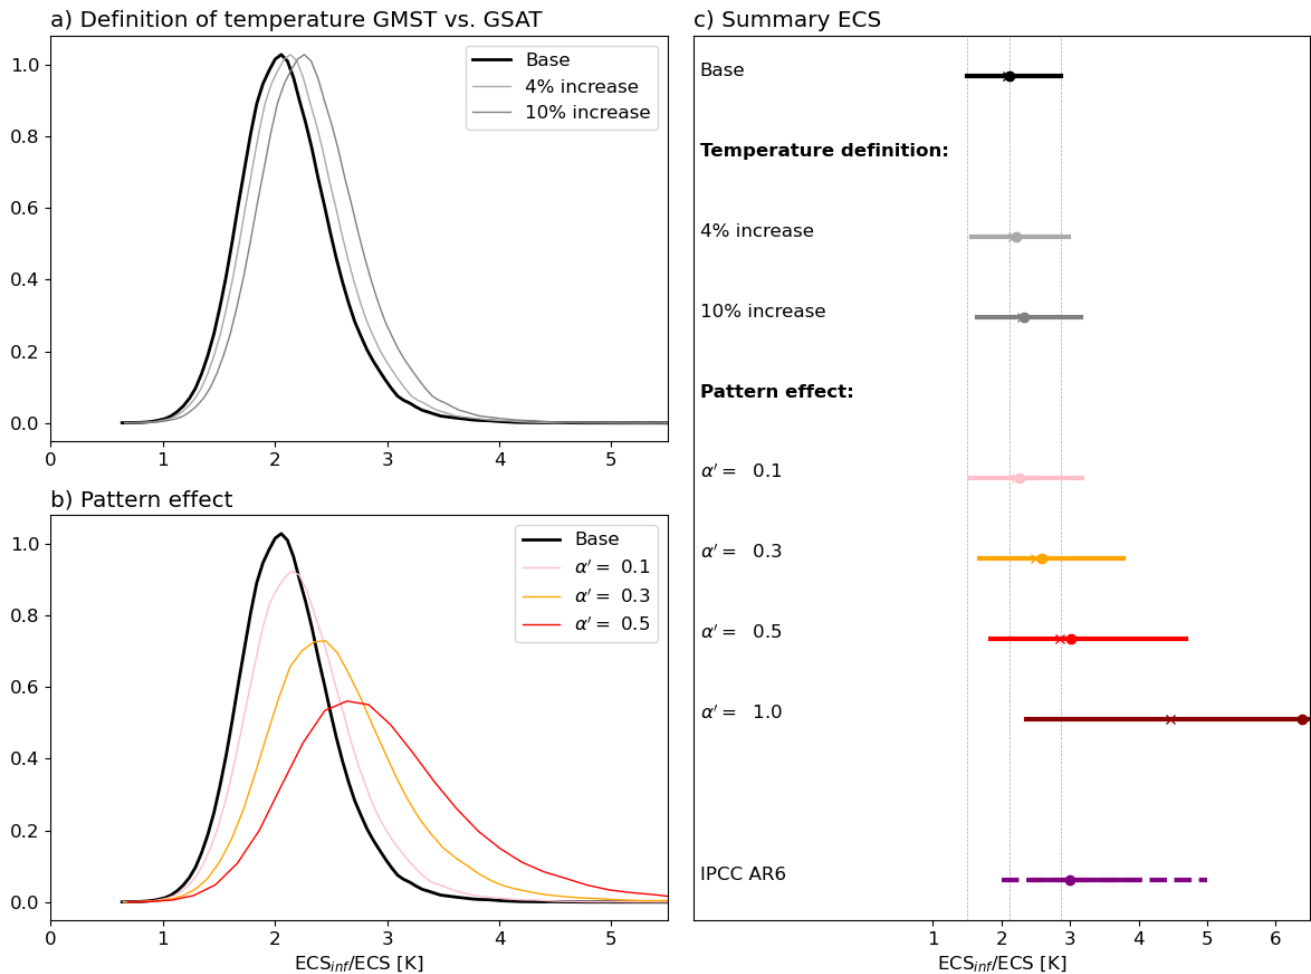 a) Definition of temperature GMST vs. GSAT
1.0
0.8
0.6
0.4
0.2
0.0
Base
4% increase
10% increase
0 1 2 3 4 5
b) Pattern effect
1.0
0.8
0.6
0.4
0.2
0.0
Base
α′ = 0.1
α′ = 0.3
α′ = 0.5
0 1 2 3 4 5
ECSinf/ECS [K]
c) Summary ECS
Base
Temperature definition:
4% increase
10% increase
Pattern effect:
α′ = 0.1
α′ = 0.3
α′ = 0.5
α′ = 1.0
IPCC AR6
1 2 3 4 5 6
ECSinf/ECS [K]